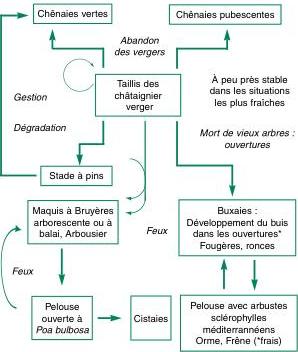 Chênaies vertes
Chênaies pubescentes
Abandon
des vergers
Taillis des
châtaignier
verger
À peu près stable
dans les situations
les plus fraîches
Gestion
Dégradation
Mort de vieux arbres :
ouvertures
Stade à pins
Maquis à Bruyères
arborescente ou à
balai, Arbousier
Feux
Buxaies :
Développement du buis
dans les ouvertures*
Fougères, ronces
Feux
Pelouse
ouverte à
Poa bulbosa
Cistaies
Pelouse avec arbustes
sclérophylles
méditerrannéens
Orme, Frêne (*frais)